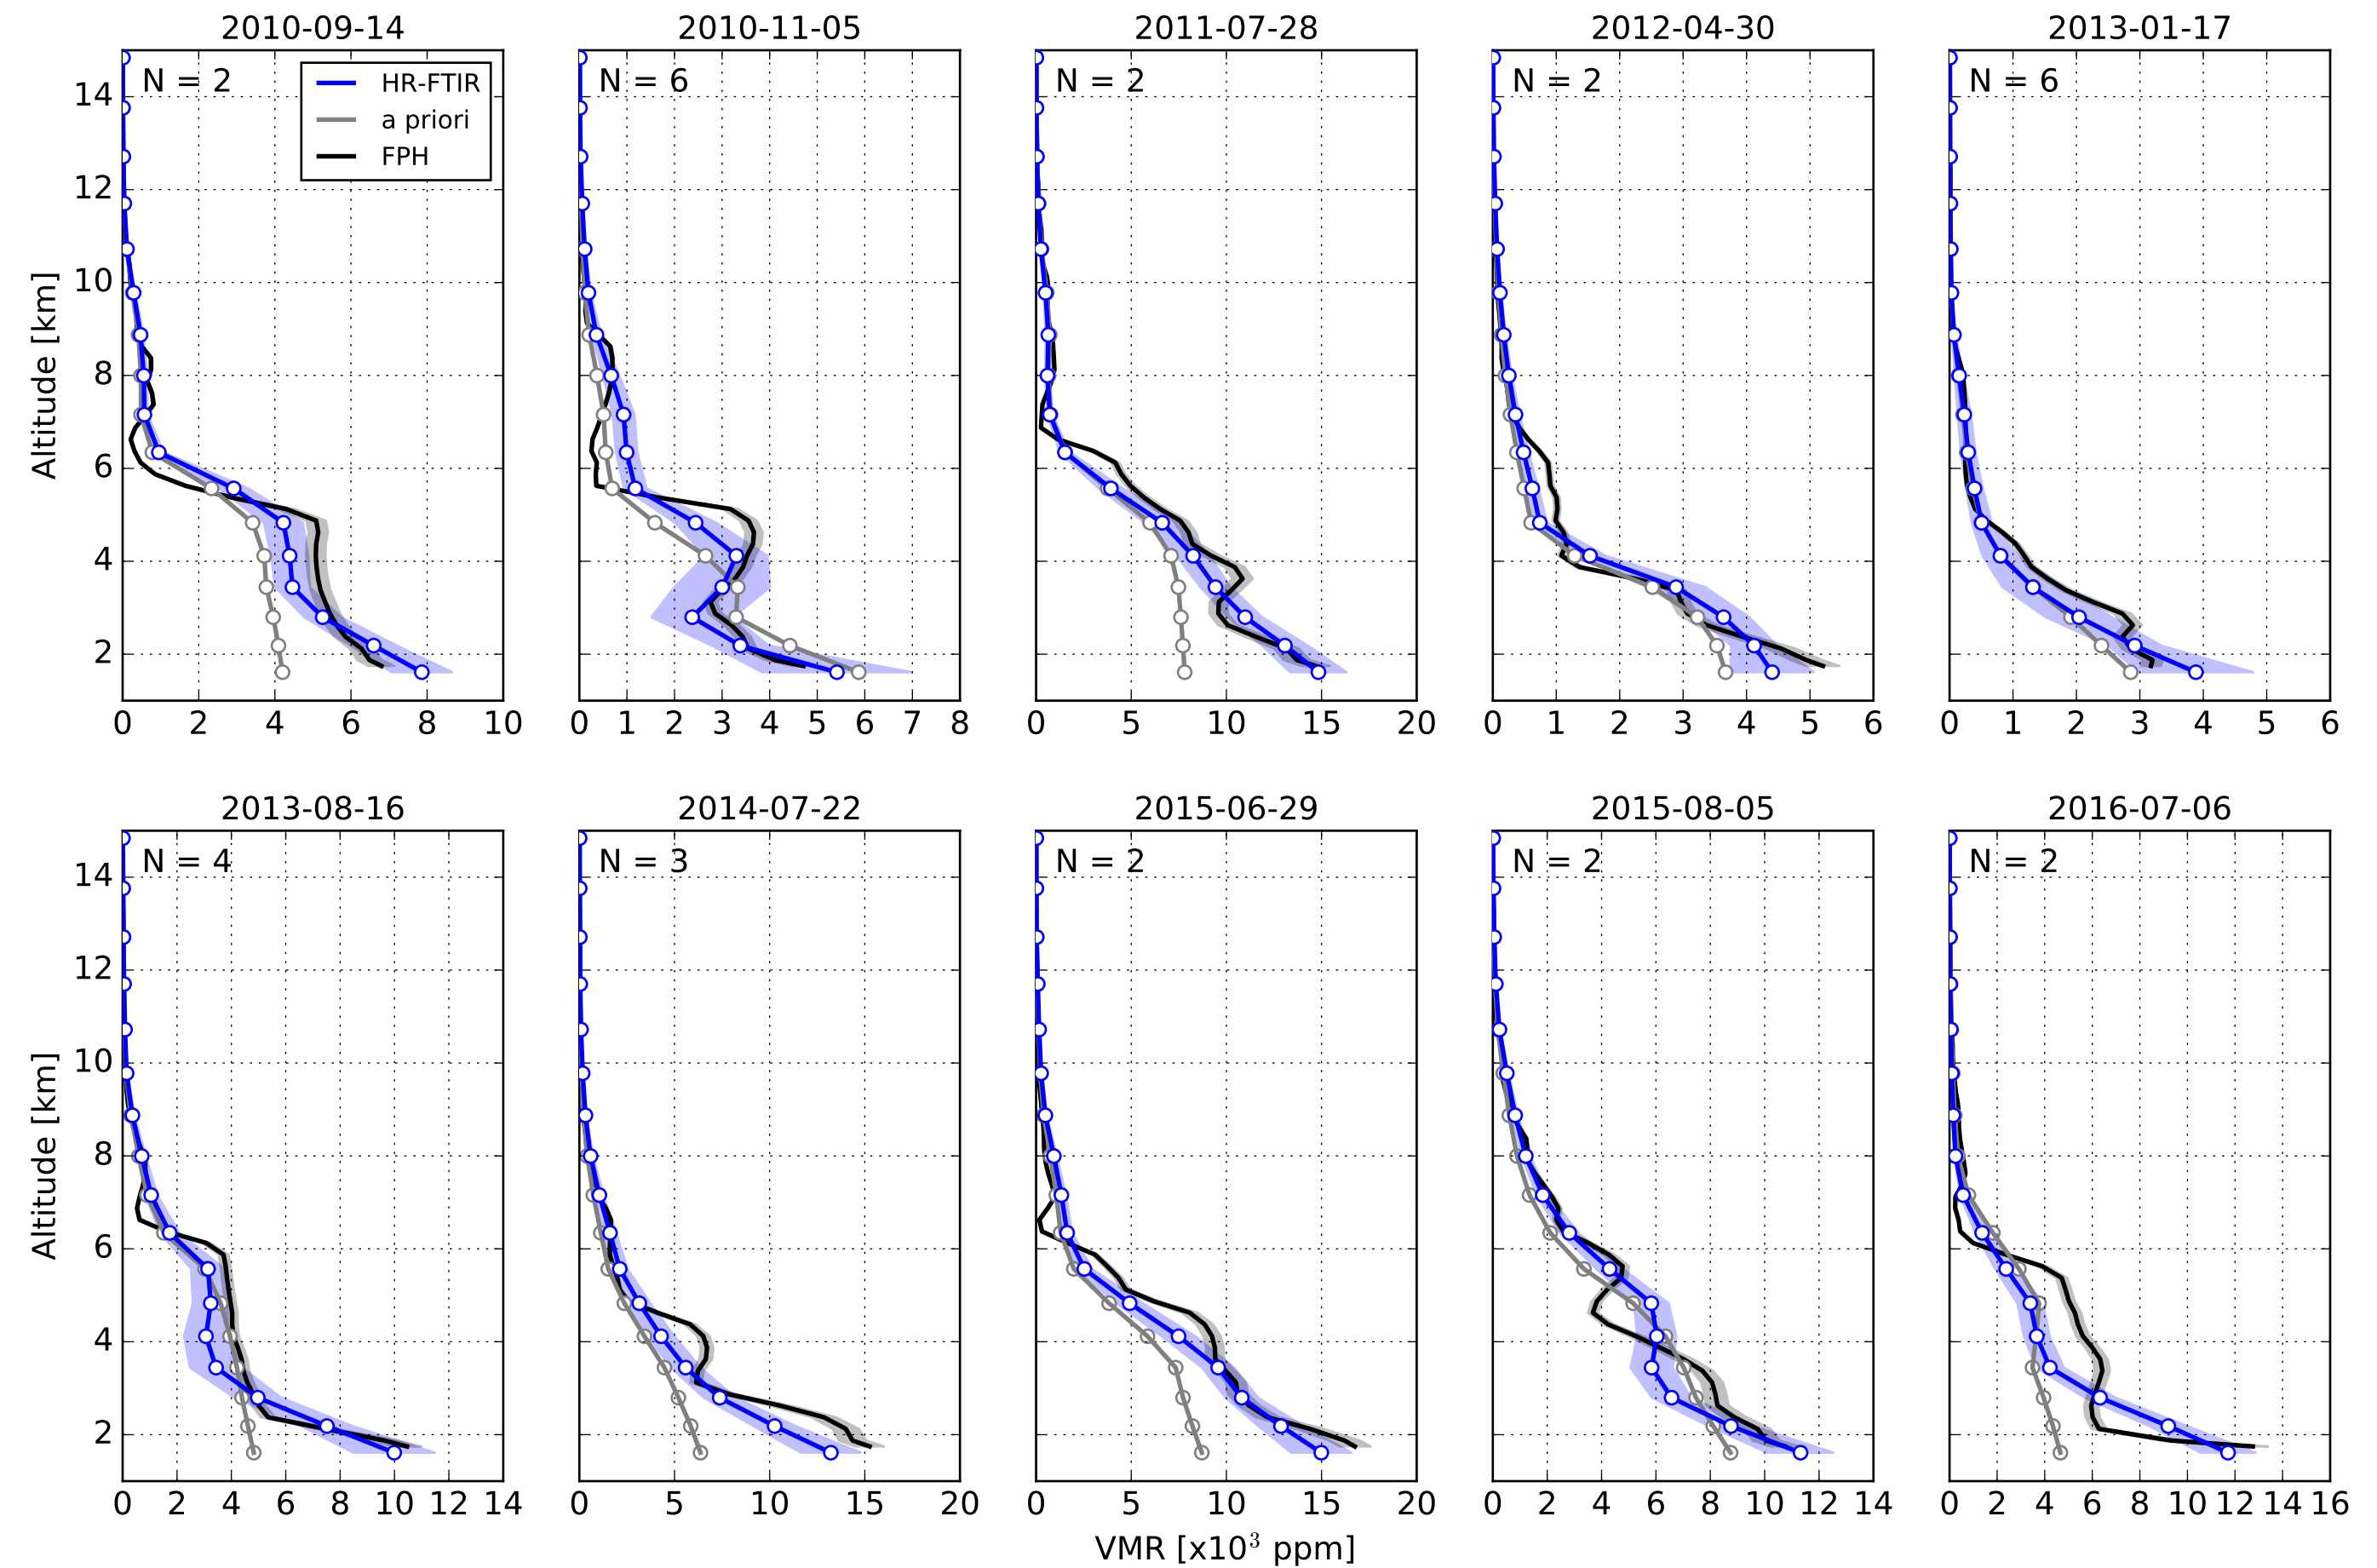 2010-09-14 2010-11-05 2011-07-28 2012-04-30 2013-01-17
N = 2 N = 6 N = 2 N = 2 N = 6
HR-FTIR
a priori
FPH
Altitude [km]
14
12
10
8
6
4
2
0 2 4 6 8 10
0 1 2 3 4 5 6 7 8
0 5 10 15 20
0 1 2 3 4 5 6
0 1 2 3 4 5 6
2013-08-16 2014-07-22 2015-06-29 2015-08-05 2016-07-06
N = 4 N = 3 N = 2 N = 2 N = 2
Altitude [km]
14
12
10
8
6
4
2
0 2 4 6 8 10 12 14
0 5 10 15 20
0 5 10 15 20
0 2 4 6 8 10 12 14
0 2 4 6 8 10 12 14 16
VMR [x10³ ppm]